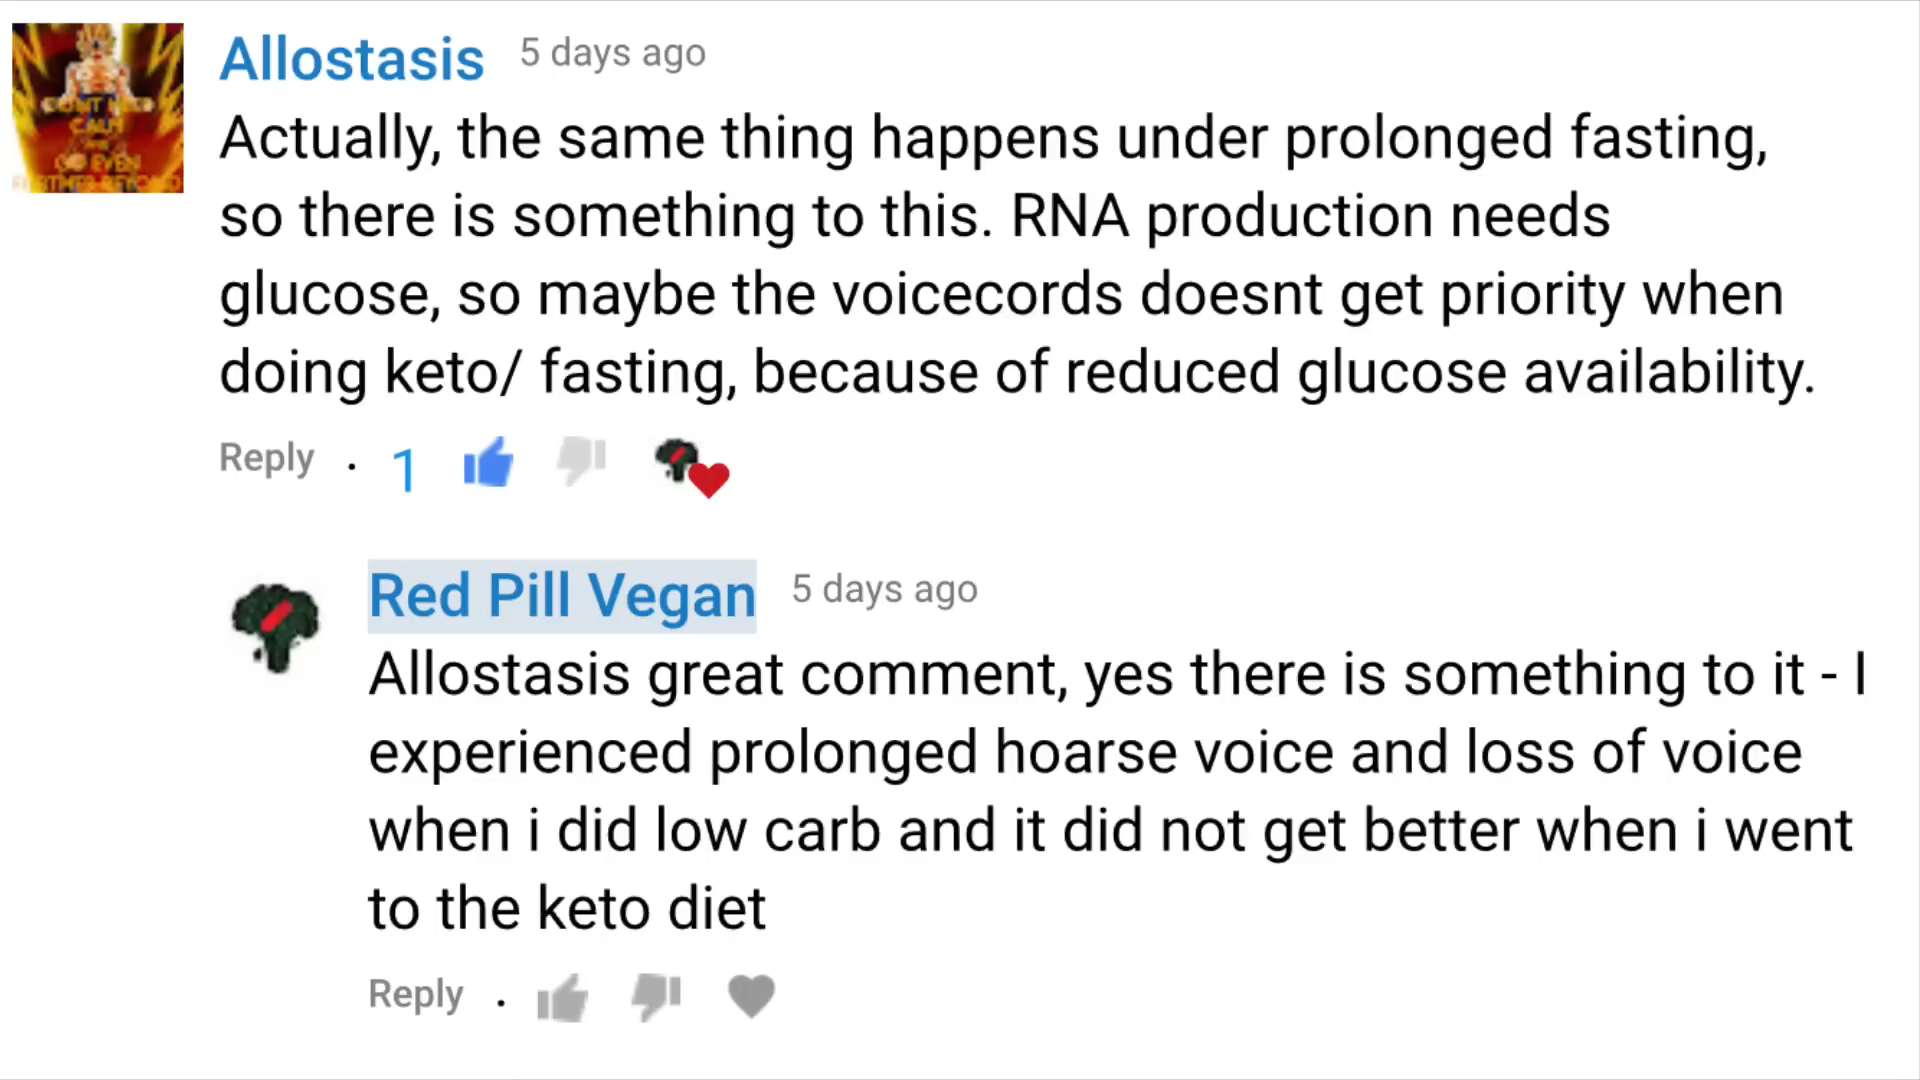 Allostasis 5 days ago
Actually, the same thing happens under prolonged fasting,
so there is something to this. RNA production needs
glucose, so maybe the voicecords doesnt get priority when
doing keto/ fasting, because of reduced glucose availability.
Reply . 1
Red Pill Vegan 5 days ago
Allostasis great comment, yes there is something to it - I
experienced prolonged hoarse voice and loss of voice
when i did low carb and it did not get better when i went
to the keto diet
Reply .